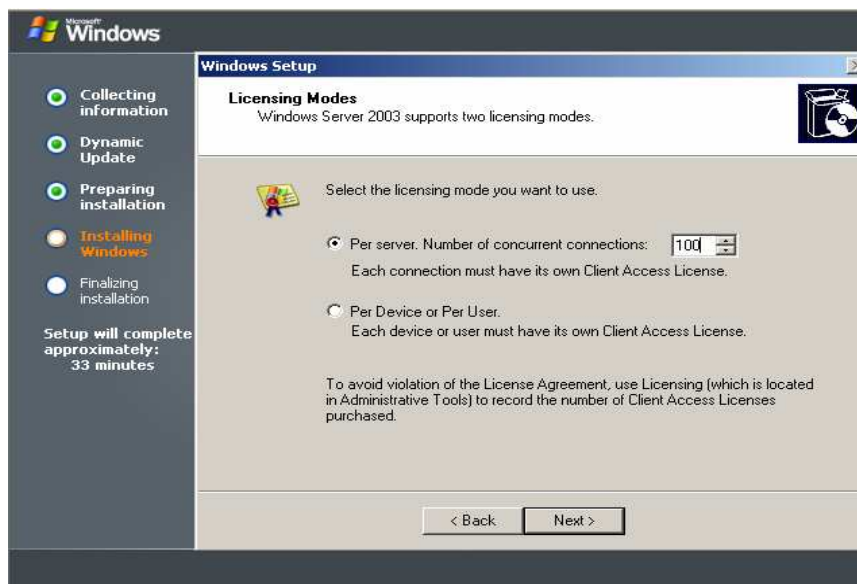 Microsoft
Windows
Collecting
information
Dynamic
Update
Preparing
installation
Installing
Windows
Finalizing
installation
Setup will complete
approximately:
33 minutes
Windows Setup
Licensing Modes
Windows Server 2003 supports two licensing modes.
Select the licensing mode you want to use.
Per server. Number of concurrent connections: 100
Each connection must have its own Client Access License.
Per Device or Per User.
Each device or user must have its own Client Access License.
To avoid violation of the License Agreement, use Licensing (which is located
in Administrative Tools) to record the number of Client Access Licenses
purchased.
< Back Next >